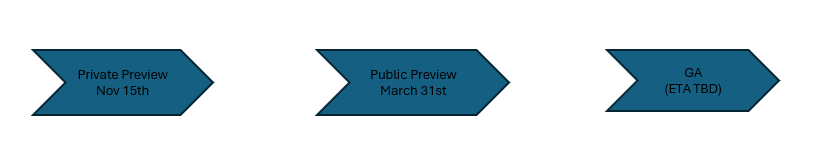 Private Preview
Nov 15th
Public Preview
March 31st
GA
(ETA TBD)